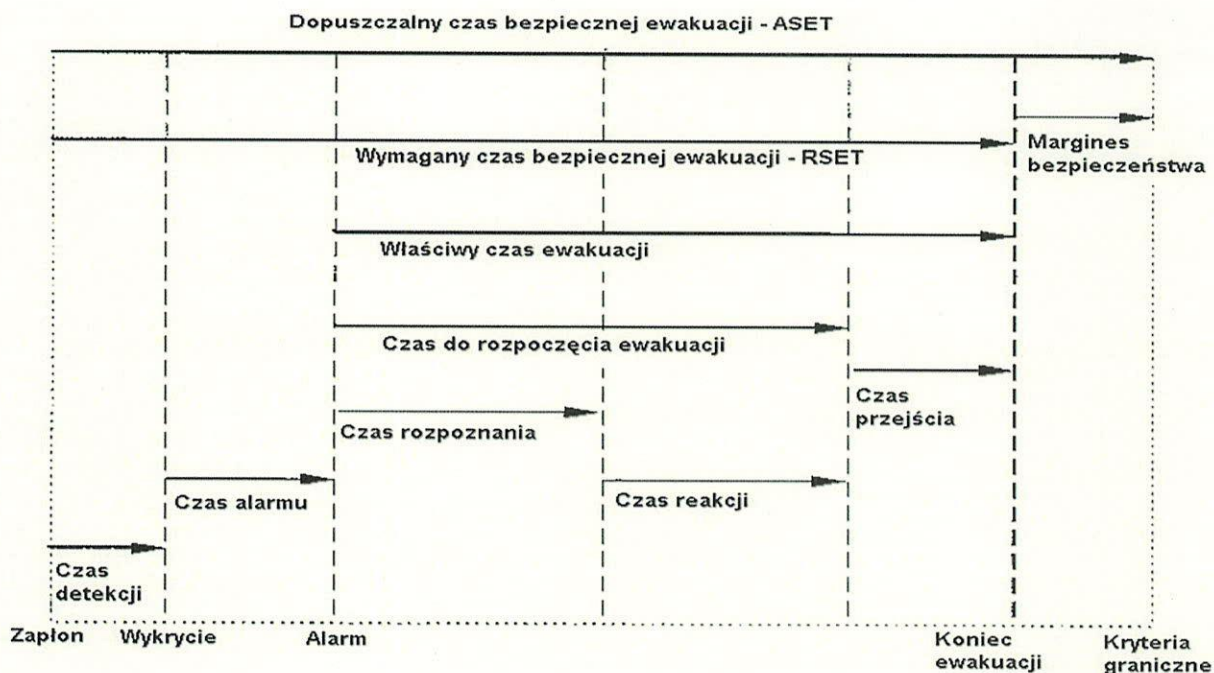 Dopuszczalny czas bezpiecznej ewakuacji - ASET
Wymagany czas bezpiecznej ewakuacji - RSET
Margines
bezpieczeństwa
Właściwy czas ewakuacji
Czas do rozpoczęcia ewakuacji
Czas
przejścia
Czas rozpoznania
Czas alarmu
Czas reakcji
Czas
detekcji
Zapłon
Wykrycie
Alarm
Koniec
ewakuacji
Kryteria
graniczne